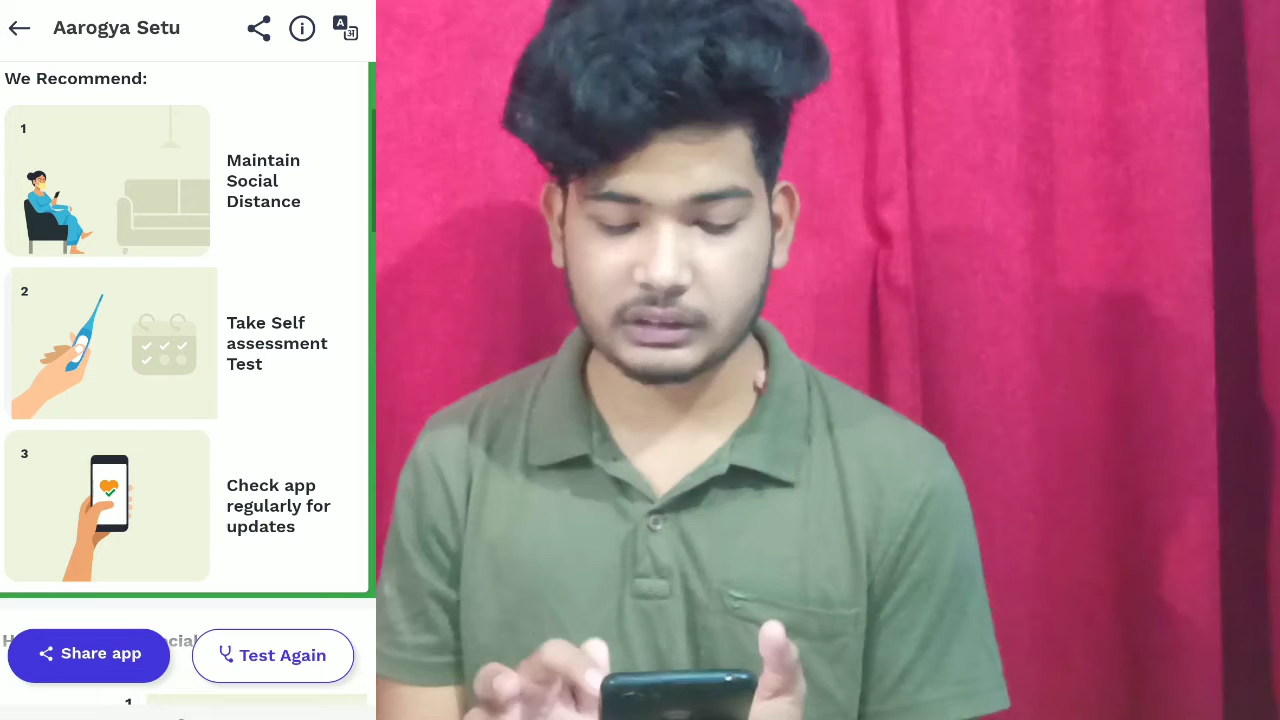 Aarogya Setu
A
अ
We Recommend:
1
Maintain
Social
Distance
2
Take Self
assessment
Test
3
Check app
regularly for
updates
Share app
Test Again
1